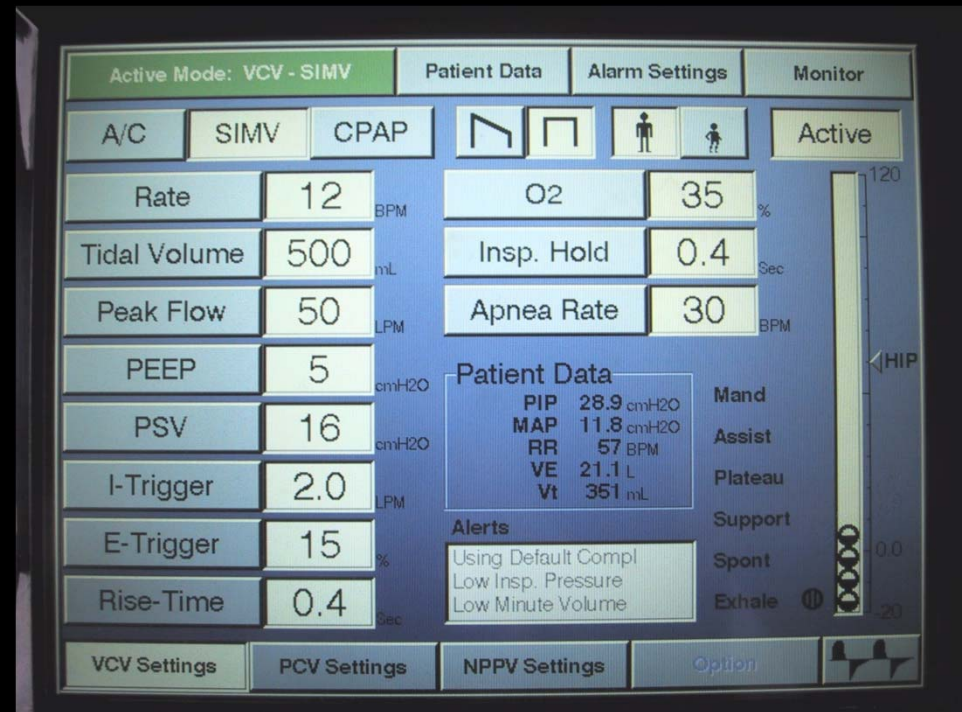 Active Mode: VCV - SIMV Patient Data Alarm Settings Monitor
A/C SIMV CPAP Active
Rate 12 BPM O2 35 %
120
Tidal Volume 500 mL Insp. Hold 0.4 Sec
Peak Flow 50 LPM Apnea Rate 30 BPM
HIP
PEEP 5 cmH2O
Patient Data
PIP 28.9 cmH2O
MAP 11.8 cmH2O
RR 57 BPM
VE 21.1 L
Vt 351 mL
Mand
Assist
Plateau
Support
Spont
Exhale
PSV 16 cmH2O
I-Trigger 2.0 LPM
E-Trigger 15 %
Rise-Time 0.4 Sec
Alerts
Using Default Compl
Low Insp. Pressure
Low Minute Volume
0.0
-20
VCV Settings PCV Settings NPPV Settings Option